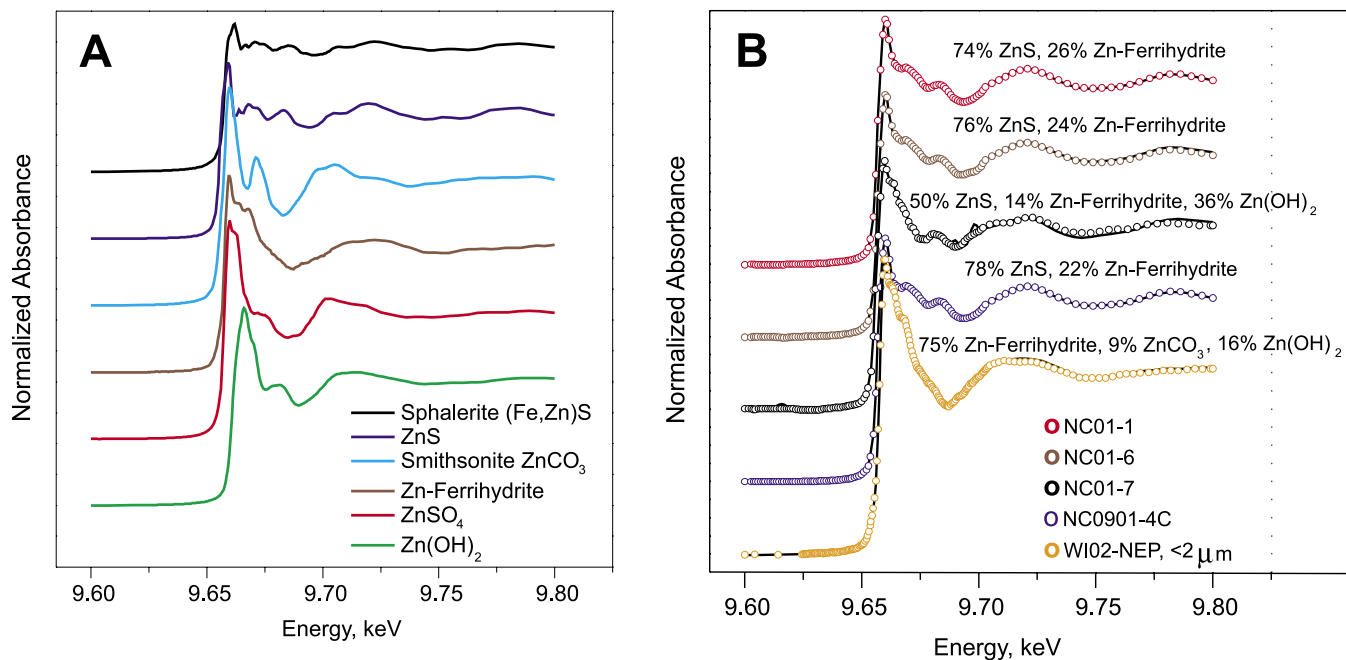 A
Normalized Absorbance
Sphalerite (Fe,Zn)S
ZnS
Smithsonite ZnCO3
Zn-Ferrihydrite
ZnSO4
Zn(OH)2
9.60 9.65 9.70 9.75 9.80
Energy, keV
B
Normalized Absorbance
74% ZnS, 26% Zn-Ferrihydrite
76% ZnS, 24% Zn-Ferrihydrite
50% ZnS, 14% Zn-Ferrihydrite, 36% Zn(OH)2
78% ZnS, 22% Zn-Ferrihydrite
75% Zn-Ferrihydrite, 9% ZnCO3, 16% Zn(OH)2
NC01-1
NC01-6
NC01-7
NC0901-4C
WI02-NEP, <2 μm
9.60 9.65 9.70 9.75 9.80
Energy, keV